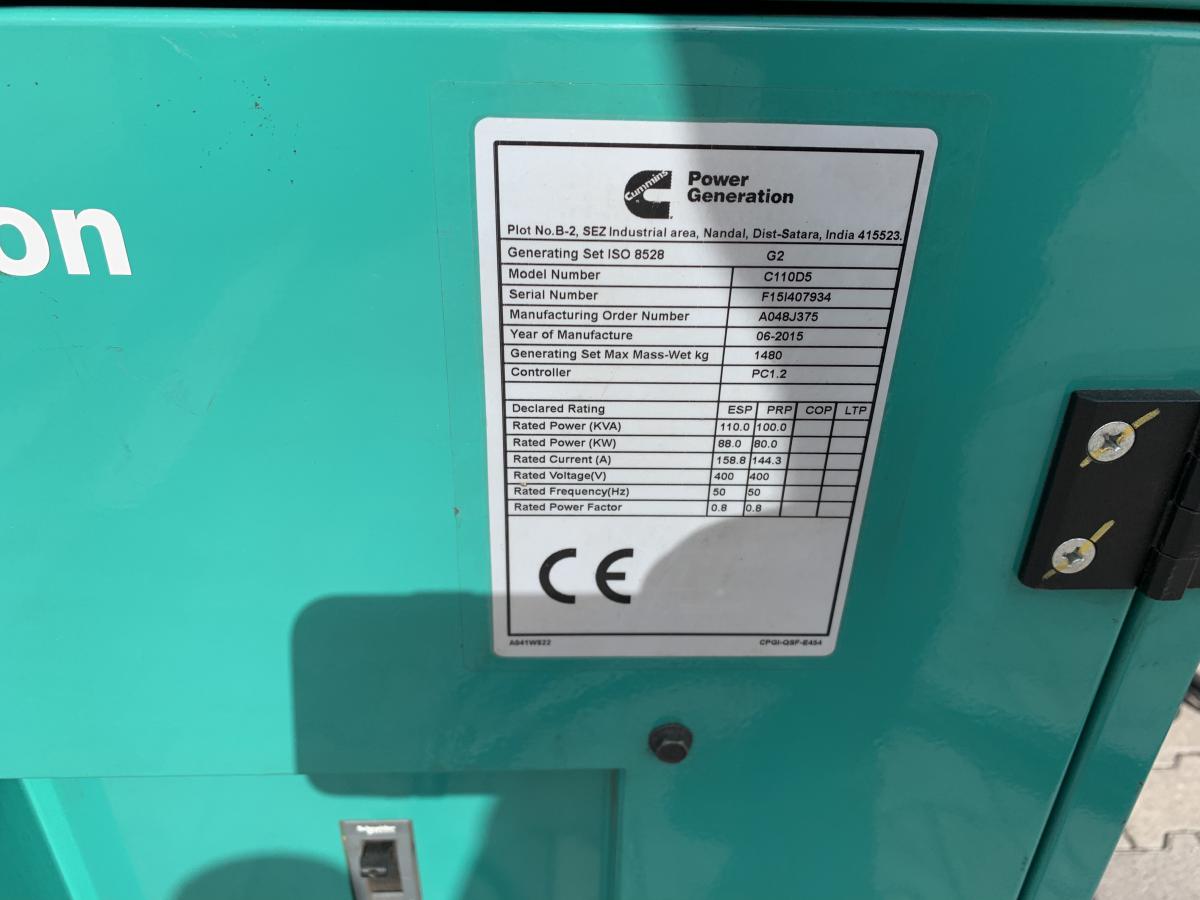 on
Cummins
Power
Generation
Plot No.B-2, SEZ Industrial area, Nandal, Dist-Satara, India 415523.
Generating Set ISO 8528 G2
Model Number C110D5
Serial Number F15I407934
Manufacturing Order Number A048J375
Year of Manufacture 06-2015
Generating Set Max Mass-Wet kg 1480
Controller PC1.2
Declared Rating ESP PRP COP LTP
Rated Power (KVA) 110.0 100.0
Rated Power (KW) 88.0 80.0
Rated Current (A) 158.8 144.3
Rated Voltage(V) 400 400
Rated Frequency(Hz) 50 50
Rated Power Factor 0.8 0.8
CE
A041W822 CPGI-QSF-E454